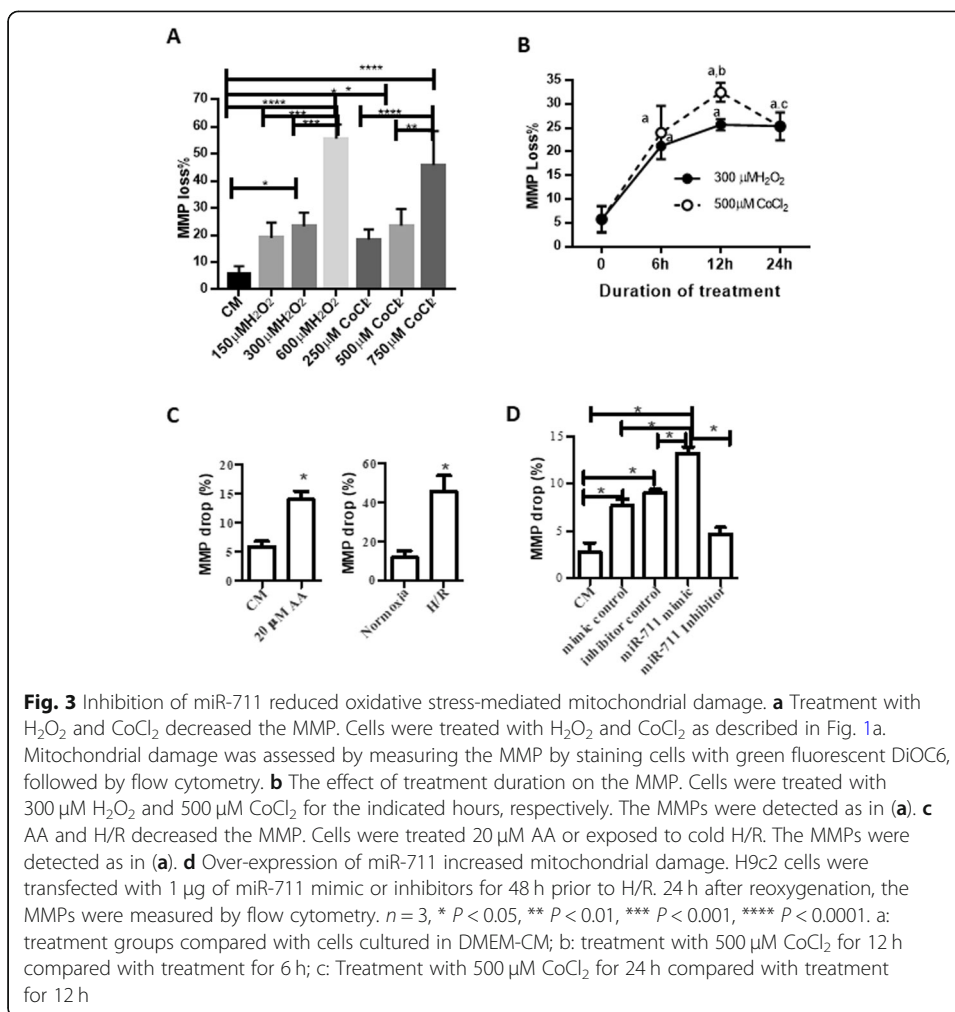 A
****
* *
**** ****
***
*** **
*
MMP loss%
70
60
50
40
30
20
10
0
CM
150μMH2O2
300μMH2O2
600μMH2O2
250μM CoCl2
500μM CoCl2
750μM CoCl2
B
MMP Loss%
35
30
25
20
15
10
5
0
a,b
a a a,c
a
300 μMH2O2
500μM CoCl2
0 6h 12h 24h
Duration of treatment
C
MMP drop (%)
20
15
10
5
0
*
CM
20 μM AA
MMP drop (%)
60
40
20
0
*
Normoxia
H/R
D
MMP drop (%)
15
10
5
0
*
* * *
*
*
CM
mimic control
inhibitor control
miR-711 mimic
miR-711 Inhibitor
Fig. 3 Inhibition of miR-711 reduced oxidative stress-mediated mitochondrial damage. a Treatment with
H2O2 and CoCl2 decreased the MMP. Cells were treated with H2O2 and CoCl2 as described in Fig. 1a.
Mitochondrial damage was assessed by measuring the MMP by staining cells with green fluorescent DiOC6,
followed by flow cytometry. b The effect of treatment duration on the MMP. Cells were treated with
300 μM H2O2 and 500 μM CoCl2 for the indicated hours, respectively. The MMPs were detected as in (a). c
AA and H/R decreased the MMP. Cells were treated 20 μM AA or exposed to cold H/R. The MMPs were
detected as in (a). d Over-expression of miR-711 increased mitochondrial damage. H9c2 cells were
transfected with 1 μg of miR-711 mimic or inhibitors for 48 h prior to H/R. 24 h after reoxygenation, the
MMPs were measured by flow cytometry. n = 3, * P < 0.05, ** P < 0.01, *** P < 0.001, **** P < 0.0001. a:
treatment groups compared with cells cultured in DMEM-CM; b: treatment with 500 μM CoCl2 for 12 h
compared with treatment for 6 h; c: Treatment with 500 μM CoCl2 for 24 h compared with treatment
for 12 h